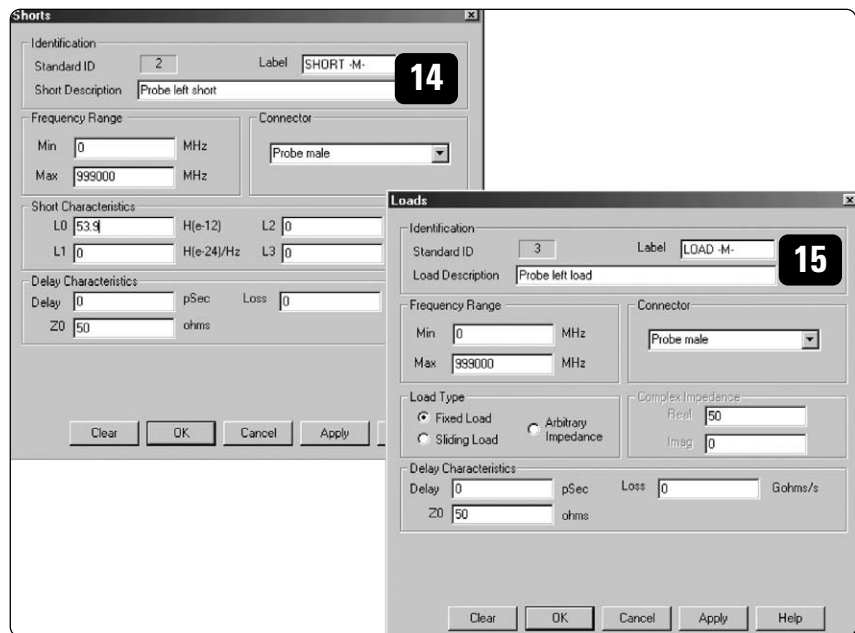 Shorts
Identification
Standard ID 2 Label SHORT -M-
14
Short Description Probe left short
Frequency Range
Min 0 MHz
Max 999000 MHz
Connector
Probe male
Short Characteristics
L0 53.9 H(e-12) L2 0
L1 0 H(e-24)/Hz L3 0
Delay Characteristics
Delay 0 pSec Loss 0
Z0 50 ohms
Clear OK Cancel Apply
Loads
Identification
Standard ID 3 Label LOAD -M-
15
Load Description Probe left load
Frequency Range
Min 0 MHz
Max 999000 MHz
Connector
Probe male
Load Type
Fixed Load
Sliding Load
Arbitrary
Impedance
Complex Impedance
Real 50
Imag 0
Delay Characteristics
Delay 0 pSec Loss 0 Gohms/s
Z0 50 ohms
Clear OK Cancel Apply Help